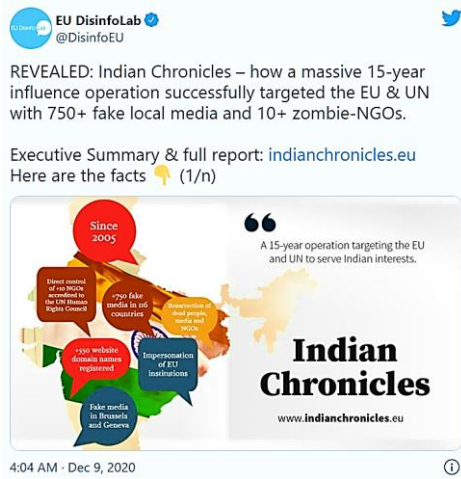 EU DisinfoLab
@DisinfoEU
REVEALED: Indian Chronicles – how a massive 15-year
influence operation successfully targeted the EU & UN
with 750+ fake local media and 10+ zombie-NGOs.
Executive Summary & full report: indianchronicles.eu
Here are the facts 👇 (1/n)
Since
2005
Direct control
of +10 NGOs
accredited to
the UN Human
Rights Council
+750 fake
media in 116
countries
Resurrection of
dead people,
media and
NGOs
+550 website
domain names
registered
Impersonation
of EU
institutions
Fake media
in Brussels
and Geneva
A 15-year operation targeting the EU
and UN to serve Indian interests.
Indian
Chronicles
www.indianchronicles.eu
4:04 AM · Dec 9, 2020